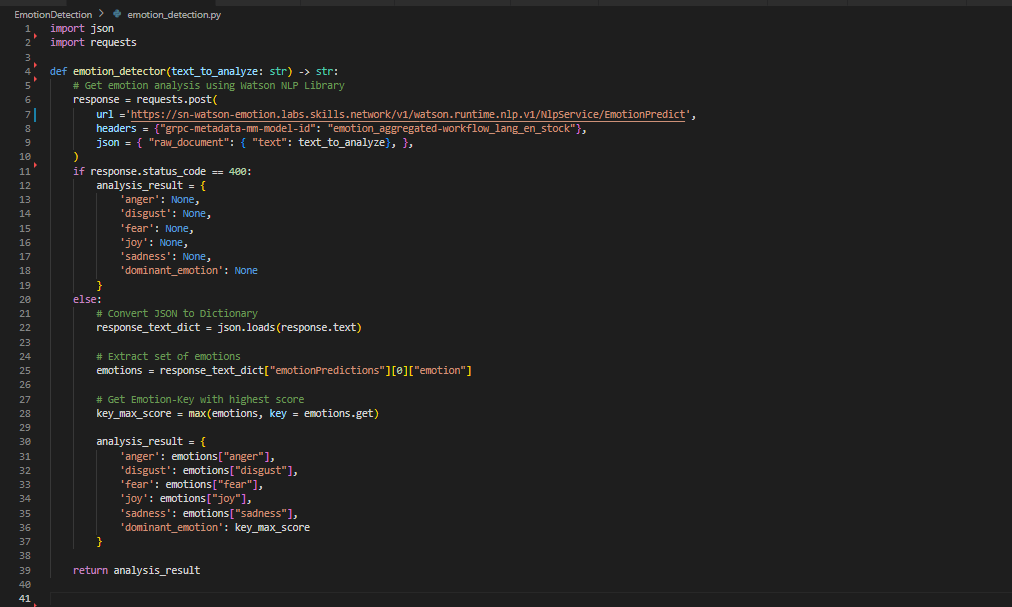 EmotionDetection > emotion_detection.py
1 import json
2 import requests
3
4 def emotion_detector(text_to_analyze: str) -> str:
5     # Get emotion analysis using Watson NLP Library
6     response = requests.post(
7         url ='https://sn-watson-emotion.labs.skills.network/v1/watson.runtime.nlp.v1/NlpService/EmotionPredict',
8         headers = {"grpc-metadata-mm-model-id": "emotion_aggregated-workflow_lang_en_stock"},
9         json = { "raw_document": { "text": text_to_analyze}, },
10     )
11     if response.status_code == 400:
12         analysis_result = {
13             'anger': None,
14             'disgust': None,
15             'fear': None,
16             'joy': None,
17             'sadness': None,
18             'dominant_emotion': None
19         }
20     else:
21         # Convert JSON to Dictionary
22         response_text_dict = json.loads(response.text)
23
24         # Extract set of emotions
25         emotions = response_text_dict["emotionPredictions"][0]["emotion"]
26
27         # Get Emotion-Key with highest score
28         key_max_score = max(emotions, key = emotions.get)
29
30         analysis_result = {
31             'anger': emotions["anger"],
32             'disgust': emotions["disgust"],
33             'fear': emotions["fear"],
34             'joy': emotions["joy"],
35             'sadness': emotions["sadness"],
36             'dominant_emotion': key_max_score
37         }
38
39     return analysis_result
40
41